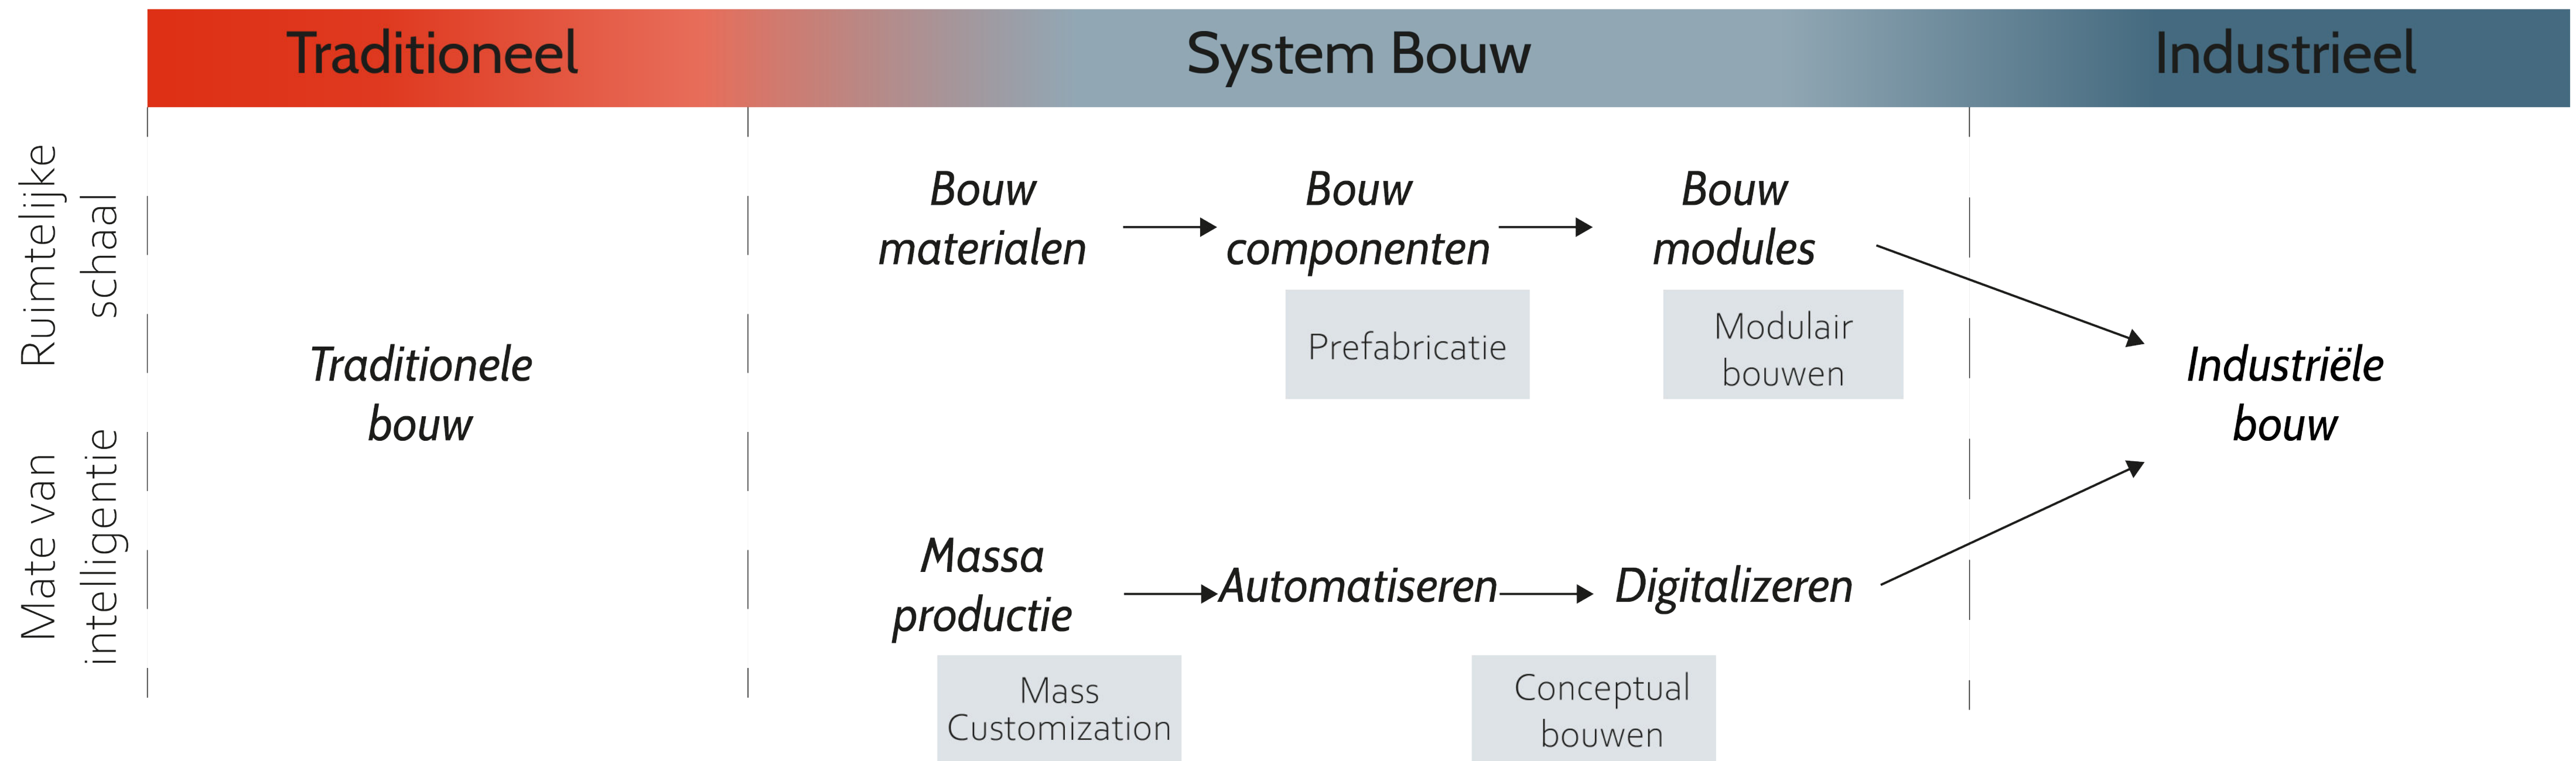 Traditioneel
System Bouw
Industrieel
Ruimtelijke
schaal
Mate van
intelligentie
Traditionele
bouw
Bouw
materialen
Bouw
componenten
Bouw
modules
Prefabricatie
Modulair
bouwen
Massa
productie
Automatiseren
Digitalizeren
Mass
Customization
Conceptual
bouwen
Industriële
bouw